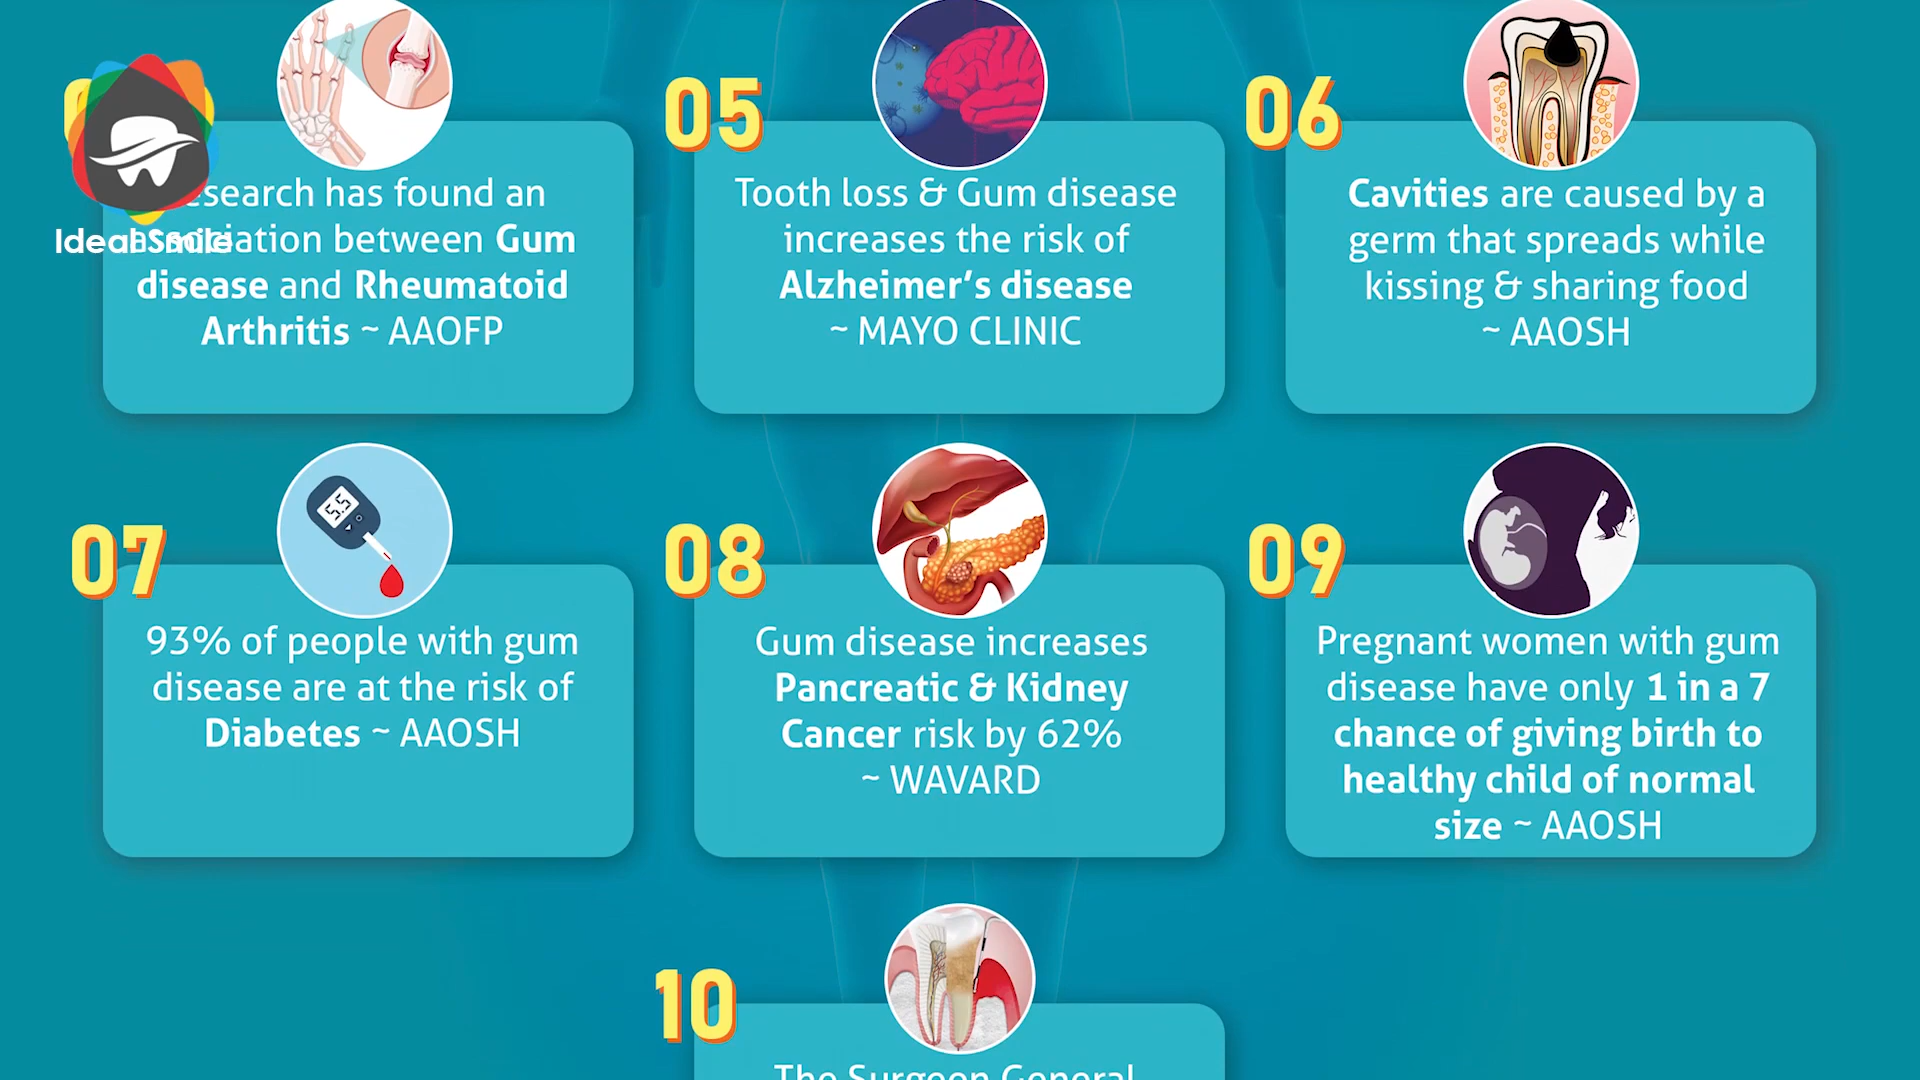 Ideal Smile
search has found an
association between Gum
disease and Rheumatoid
Arthritis ~ AAOFP
05
Tooth loss & Gum disease
increases the risk of
Alzheimer's disease
~ MAYO CLINIC
06
Cavities are caused by a
germ that spreads while
kissing & sharing food
~ AAOSH
07
5.5
93% of people with gum
disease are at the risk of
Diabetes ~ AAOSH
08
Gum disease increases
Pancreatic & Kidney
Cancer risk by 62%
~ WAVARD
09
Pregnant women with gum
disease have only 1 in a 7
chance of giving birth to
healthy child of normal
size ~ AAOSH
10
The Surgeon General